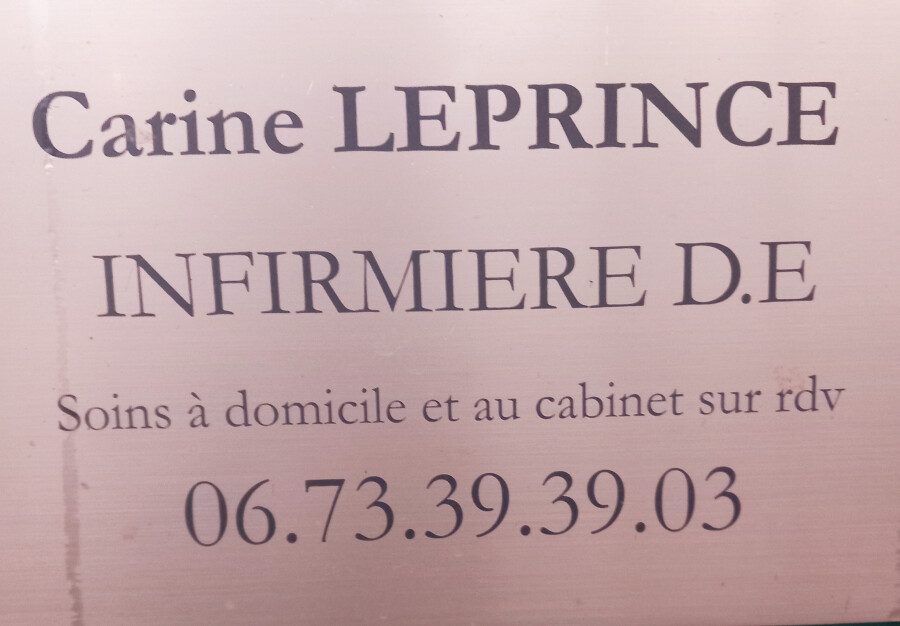 Carine LEPRINCE
INFIRMIERE D.E
Soins à domicile et au cabinet sur rdv
06.73.39.39.03